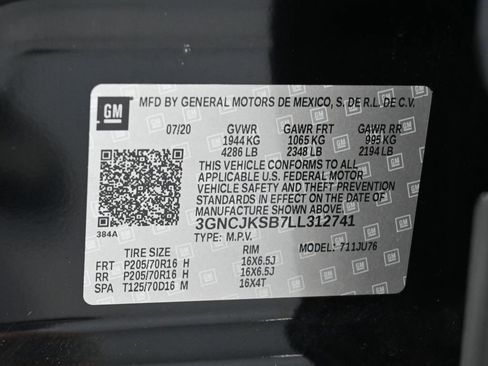 GM
MFD BY GENERAL MOTORS DE MEXICO, S. DE R.L. DE C.V.
07/20 GVWR GAWR FRT GAWR RR
1944 KG 1065 KG 995 KG
4286 LB 2348 LB 2194 LB
THIS VEHICLE CONFORMS TO ALL
APPLICABLE U.S. FEDERAL MOTOR
VEHICLE SAFETY AND THEFT PREVENTION
STANDARDS IN EFFECT ON THE DATE OF
MANUFACTURE SHOWN ABOVE.
384A 3GNCJKSB7LL312741
TYPE: M.P.V. MODEL: 711JU76
TIRE SIZE RIM
FRT P205/70R16 H 16X6.5J
RR P205/70R16 H 16X6.5J
SPA T125/70D16 M 16X4T